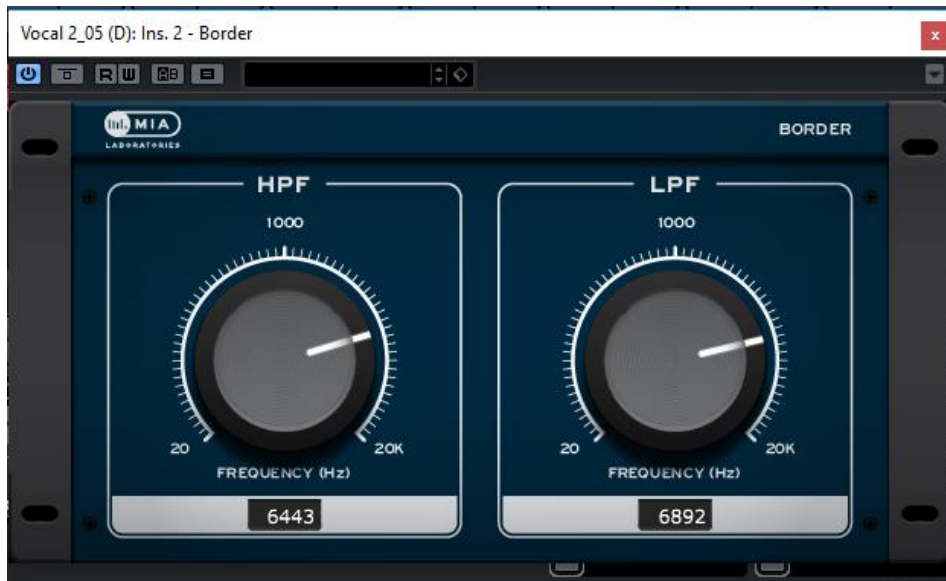 Vocal 2_05 (D): Ins. 2 - Border
x
R W AB
MIA
LABORATORIES
BORDER
HPF
1000
20
20K
FREQUENCY (Hz)
6443
LPF
1000
20
20K
FREQUENCY (Hz)
6892